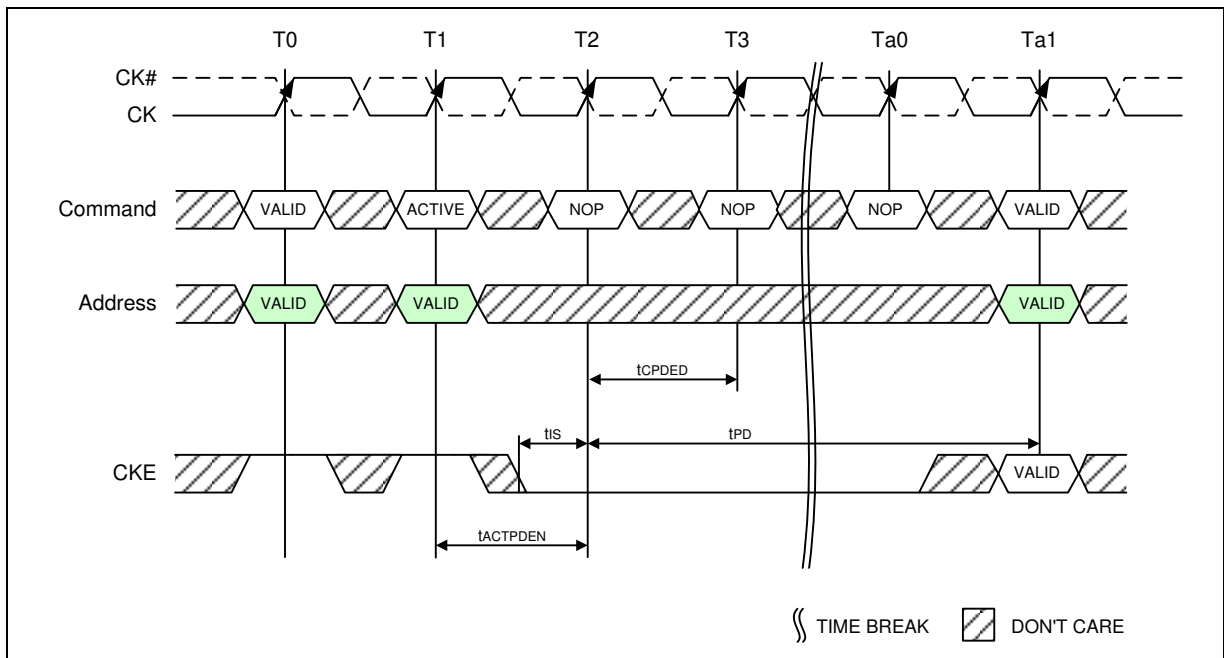 T0 T1 T2 T3 Ta0 Ta1
CK#
CK
Command VALID ACTIVE NOP NOP NOP VALID
Address VALID VALID VALID
tCPDED
tIS tPD
CKE VALID
tACTPDEN
TIME BREAK DON'T CARE